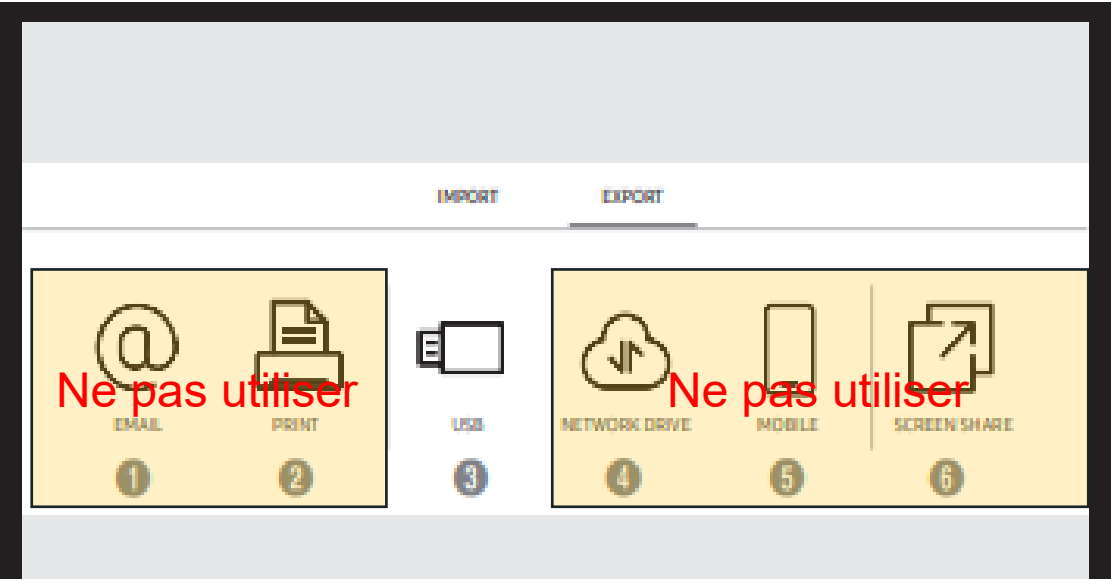 IMPORT EXPORT
Ne pas utiliser Ne pas utiliser
EMAIL PRINT USB NETWORK DRIVE MOBILE SCREEN SHARE
1 2 3 4 5 6